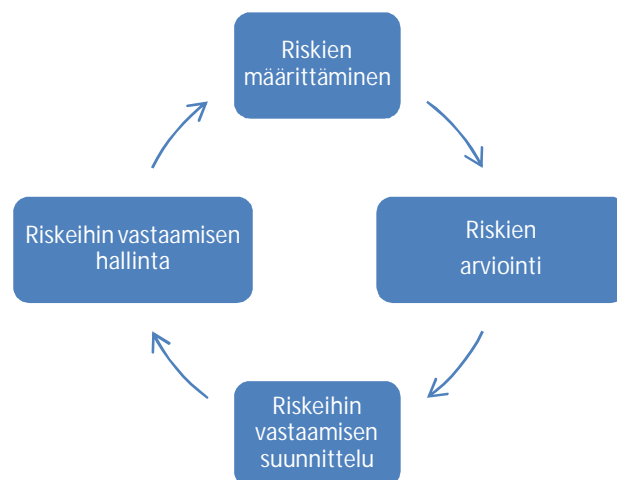 Riskien
määrittäminen
Riskien
arviointi
Riskeihin
vastaamisen
suunnittelu
Riskeihin vastaamisen
hallinta